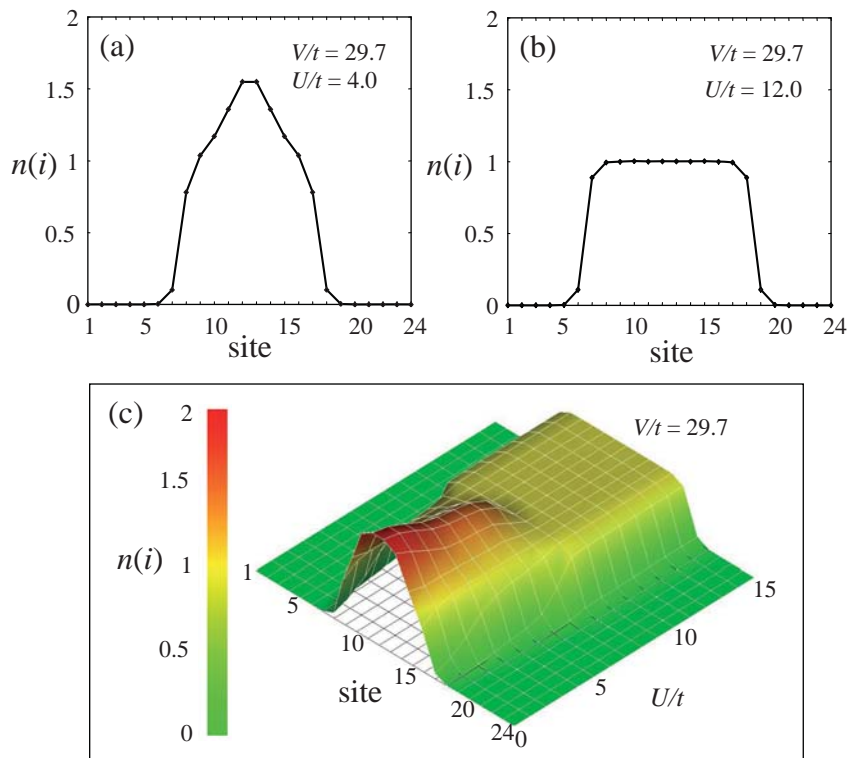 (a)
V/t = 29.7
U/t = 4.0
2
1.5
1
0.5
0
n(i)
1 5 10 15 20 24
site
(b)
V/t = 29.7
U/t = 12.0
2
1.5
1
0.5
0
n(i)
1 5 10 15 20 24
site
(c)
V/t = 29.7
2
1.5
1
0.5
0
n(i)
1
5
10
15
20
24
site
0
5
10
15
U/t